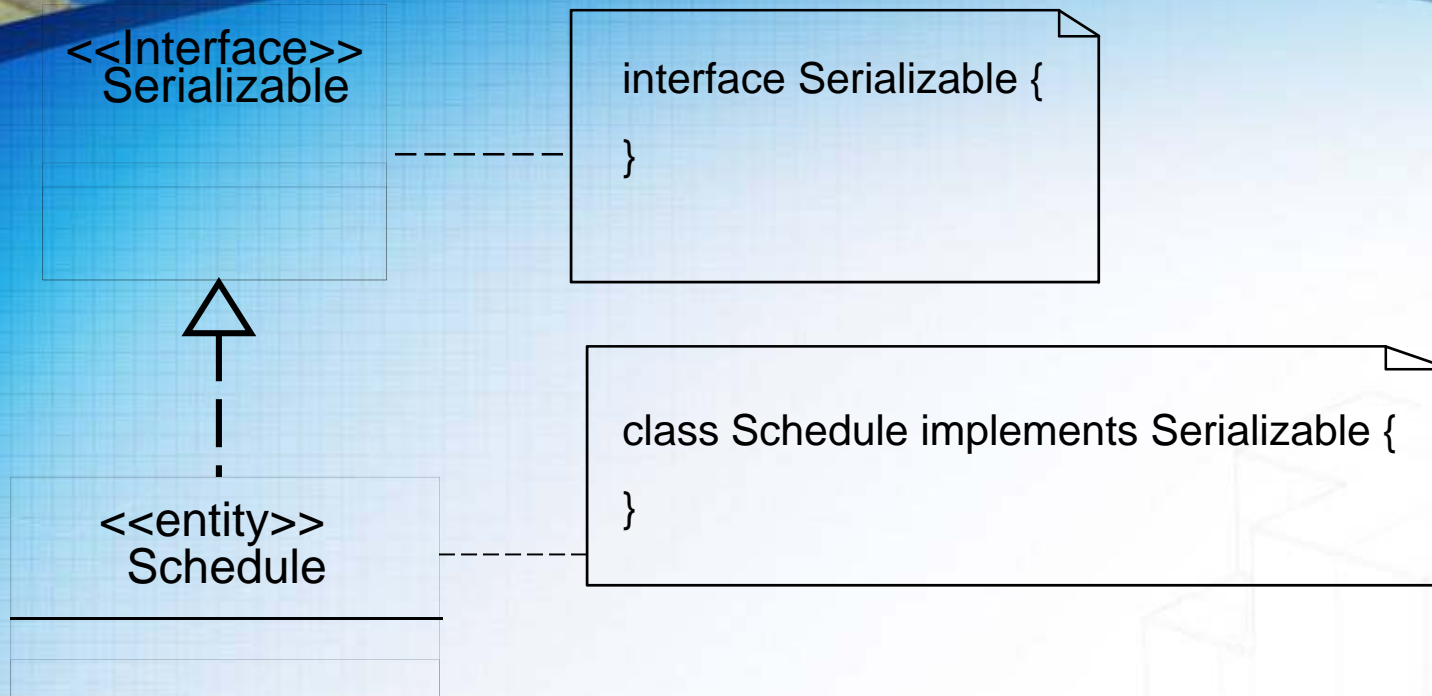 <<Interface>>
Serializable
interface Serializable {
}
class Schedule implements Serializable {
}
<<entity>>
Schedule